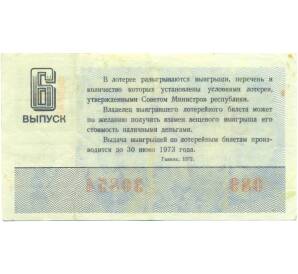 6
ВЫПУСК
В лотерее разыгрываются выигрыши, перечень и
количество которых установлены условиями лотереи,
утвержденными Советом Министров республики.
Владелец выигравшего лотерейного билета может
по желанию получить взамен вещевого выигрыша его
стоимость наличными деньгами.
Выдача выигрышей по лотерейным билетам произ-
водится до 30 июня 1973 года.
Гознак. 1972.